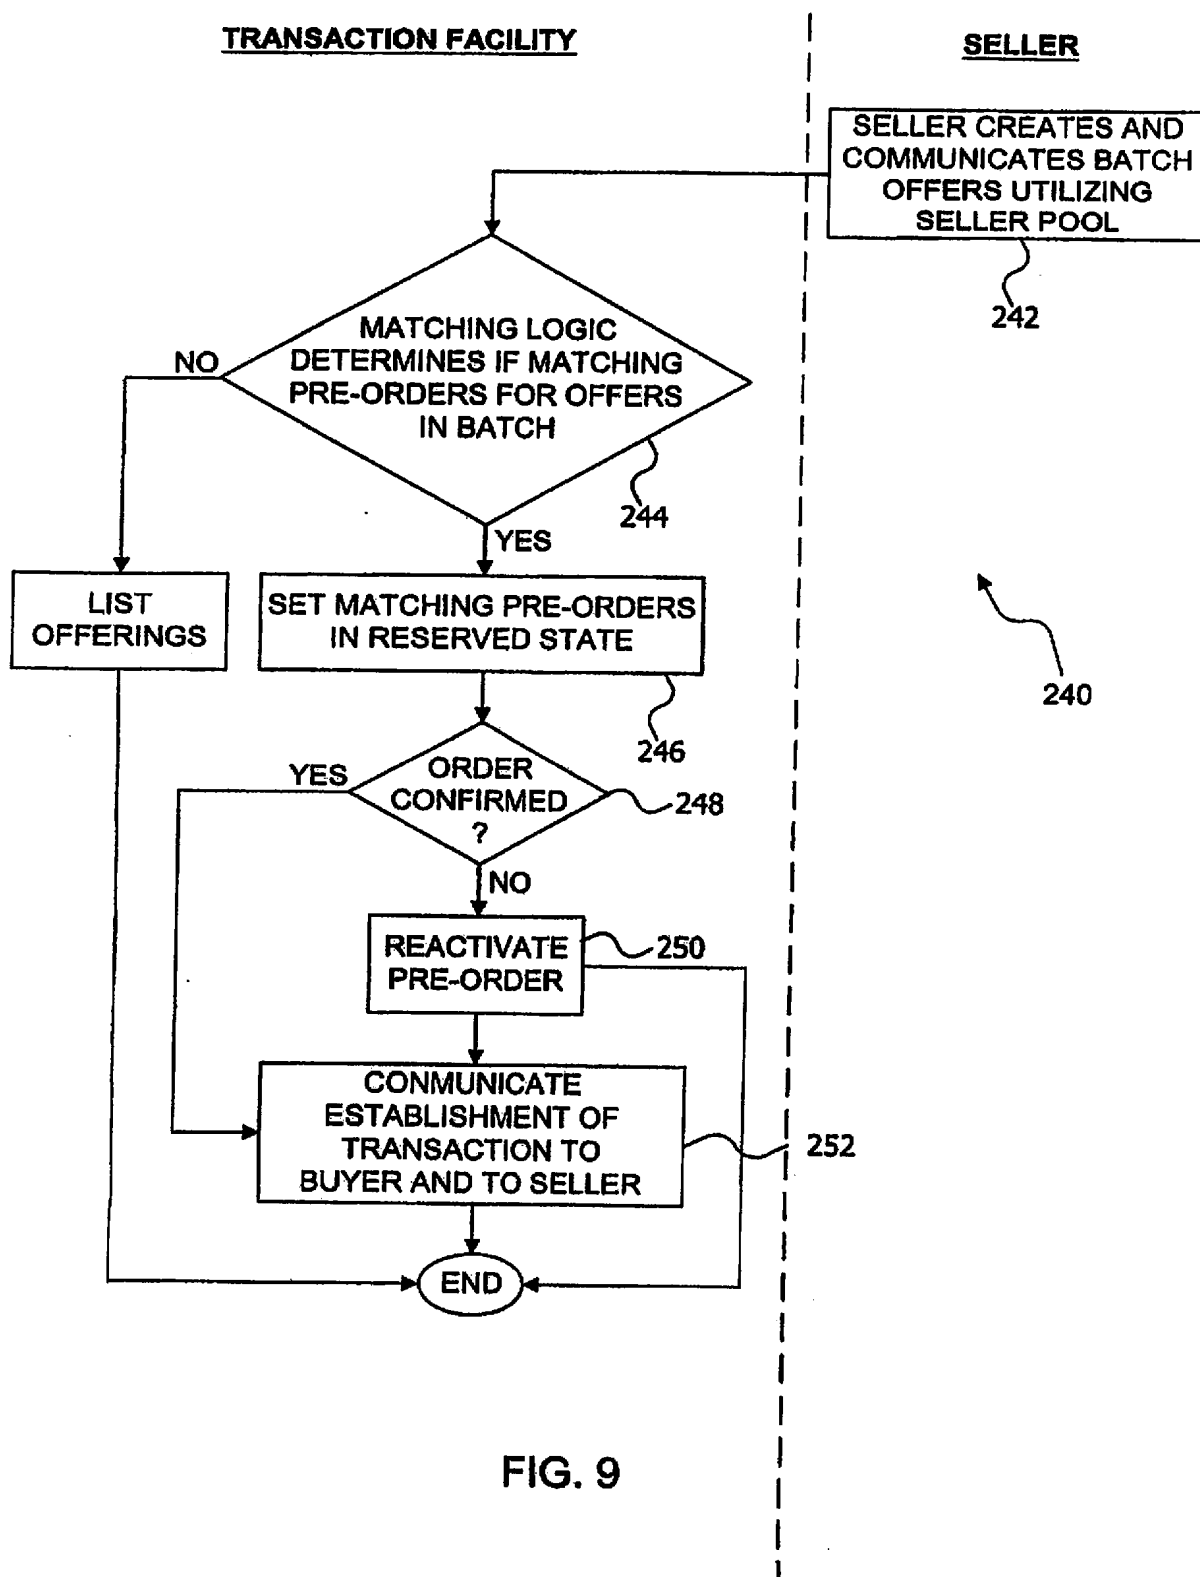 TRANSACTION FACILITY
SELLER
SELLER CREATES AND
COMMUNICATES BATCH
OFFERS UTILIZING
SELLER POOL
242
MATCHING LOGIC
DETERMINES IF MATCHING
PRE-ORDERS FOR OFFERS
IN BATCH
NO
244
YES
LIST
OFFERINGS
SET MATCHING PRE-ORDERS
IN RESERVED STATE
240
246
YES
ORDER
CONFIRMED
?
248
NO
REACTIVATE
PRE-ORDER
250
CONMUNICATE
ESTABLISHMENT OF
TRANSACTION TO
BUYER AND TO SELLER
252
END
FIG. 9